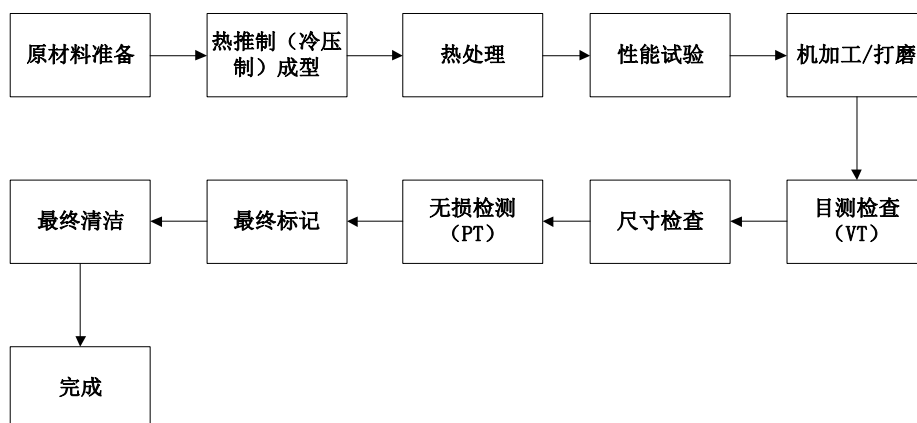 原材料准备
热推制（冷压
制）成型
热处理
性能试验
机加工/打磨
目测检查
（VT）
尺寸检查
无损检测
（PT）
最终标记
最终清洁
完成